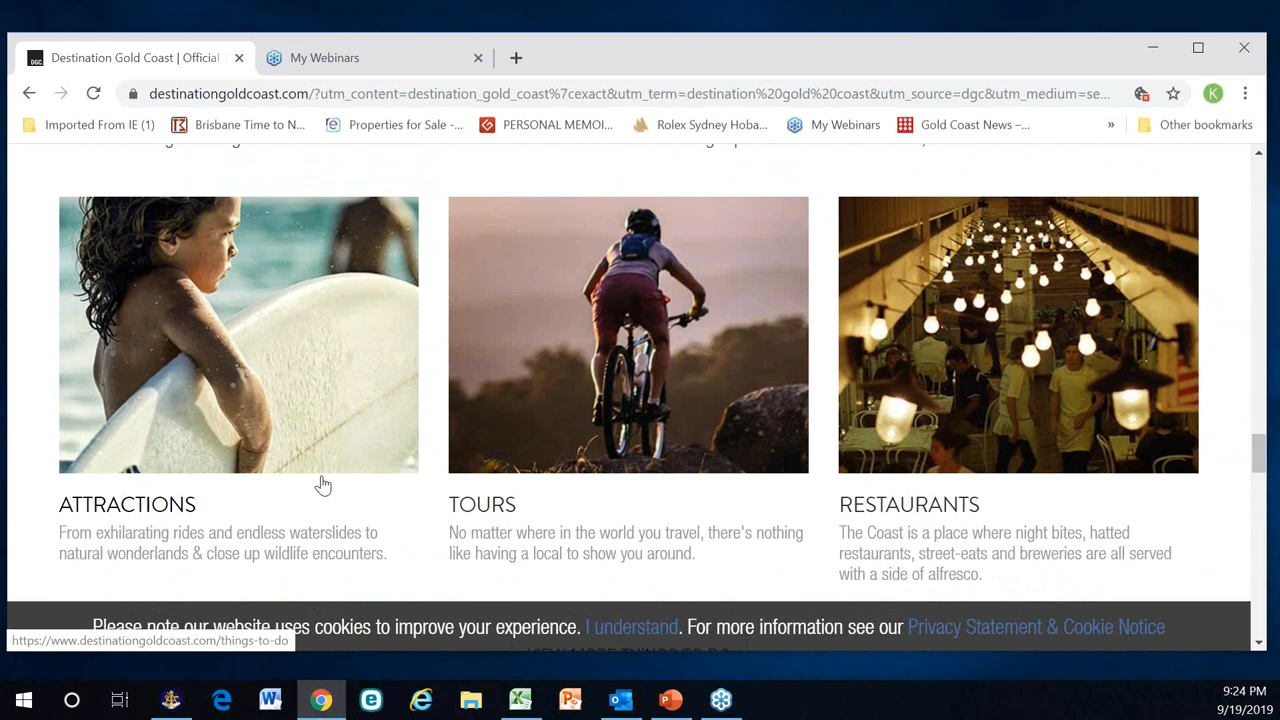 Destination Gold Coast | Official
My Webinars
destinationgoldcoast.com/?utm_content=destination_gold_coast%7cexact&utm_term=destination%20gold%20coast&utm_source=dgc&utm_medium=se...
Imported From IE (1)
Brisbane Time to N...
Properties for Sale -...
PERSONAL MEMOI...
Rolex Sydney Hoba...
My Webinars
Gold Coast News –...
»
Other bookmarks
ATTRACTIONS
From exhilarating rides and endless waterslides to
natural wonderlands & close up wildlife encounters.
TOURS
No matter where in the world you travel, there's nothing
like having a local to show you around.
RESTAURANTS
The Coast is a place where night bites, hatted
restaurants, street-eats and breweries are all served
with a side of alfresco.
Please note our website uses cookies to improve your experience. I understand. For more information see our Privacy Statement & Cookie Notice
https://www.destinationgoldcoast.com/things-to-do
VIEW MORE THINGS TO DO
9:24 PM
9/19/2019